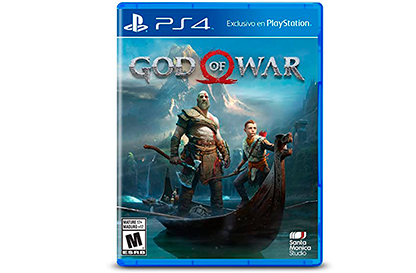 PS4
Exclusivo en PlayStation.
GOD OF WAR
MATURE 17+
MADURO +17
M
ESRB
Santa
Monica
Studio